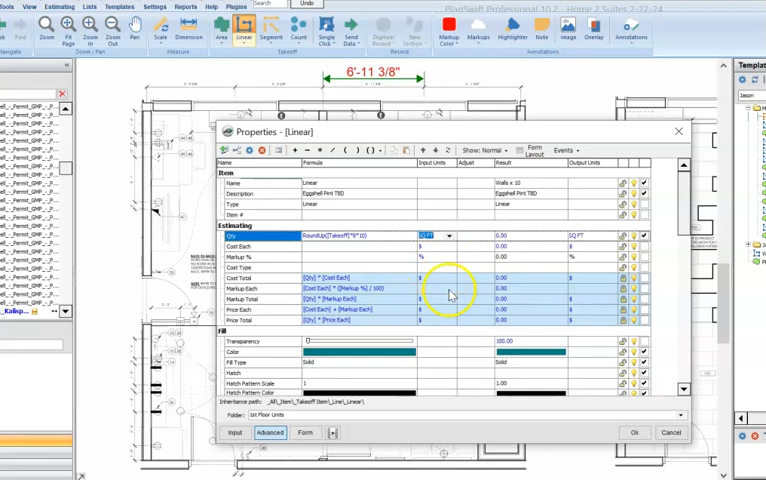 PlanSwift Professional 10.2 - Home 2 Suites 2-22-24
Tools View Estimating Lists Templates Settings Reports Help Plugins Search Undo
Zoom Fit Page Zoom In Zoom Out Pan Scale Dimension Area Linear Segment Count Single Click Send Data Digitizer Record New Section Markup Color Markups Highlighter Note Image Overlay Annotations
Navigate Zoom / Pan Measure Takeoff Record Annotations
6'-11 3/8"
Templat
Jason
Properties - [Linear]
Show: Normal Form Layout Events
Name Formula Input Units Adjust Result Output Units
Item
Name Linear Walls x 10
Description Eggshell Pint TBD Eggshell Pint TBD
Type Linear Linear
Item #
Estimating
Qty RoundUp([Takeoff]*8*10) SQ FT 0.00 SQ FT
Cost Each $ 0.00 $
Markup % % 0.00 %
Cost Type
Cost Total [Qty] * [Cost Each] $ 0.00 $
Markup Each [Cost Each] * ([Markup %] / 100) $ 0.00 $
Markup Total [Qty] * [Markup Each] $ 0.00 $
Price Each [Cost Each] + [Markup Each] $ 0.00 $
Price Total [Qty] * [Price Each] $ 0.00 $
Fill
Transparency 100.00
Color
Fill Type Solid Solid
Hatch
Hatch Pattern Scale 1 1.00
Hatch Pattern Color
Inheritance path: _All\_Item\_Takeoff Item\_Line\_Linear\
Folder: 1st Floor Units
Input Advanced Form Ok Cancel